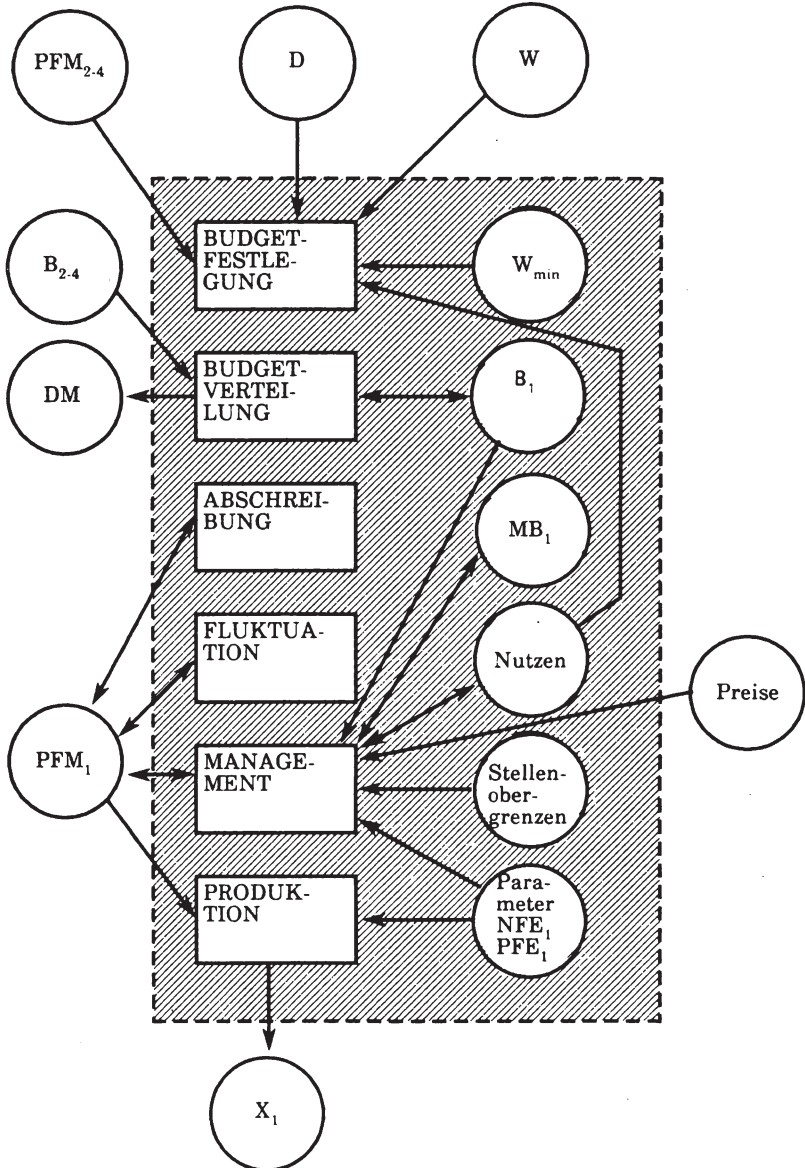 PFM₂₋₄
D
W
BUDGET-
FESTLE-
GUNG
W_min
B₂₋₄
BUDGET-
VERTEI-
LUNG
B₁
DM
ABSCHREI-
BUNG
MB₁
FLUKTUA-
TION
Nutzen
Preise
PFM₁
MANAGE-
MENT
Stellen-
ober-
grenzen
PRODUK-
TION
Para-
meter
NFE₁
PFE₁
X₁